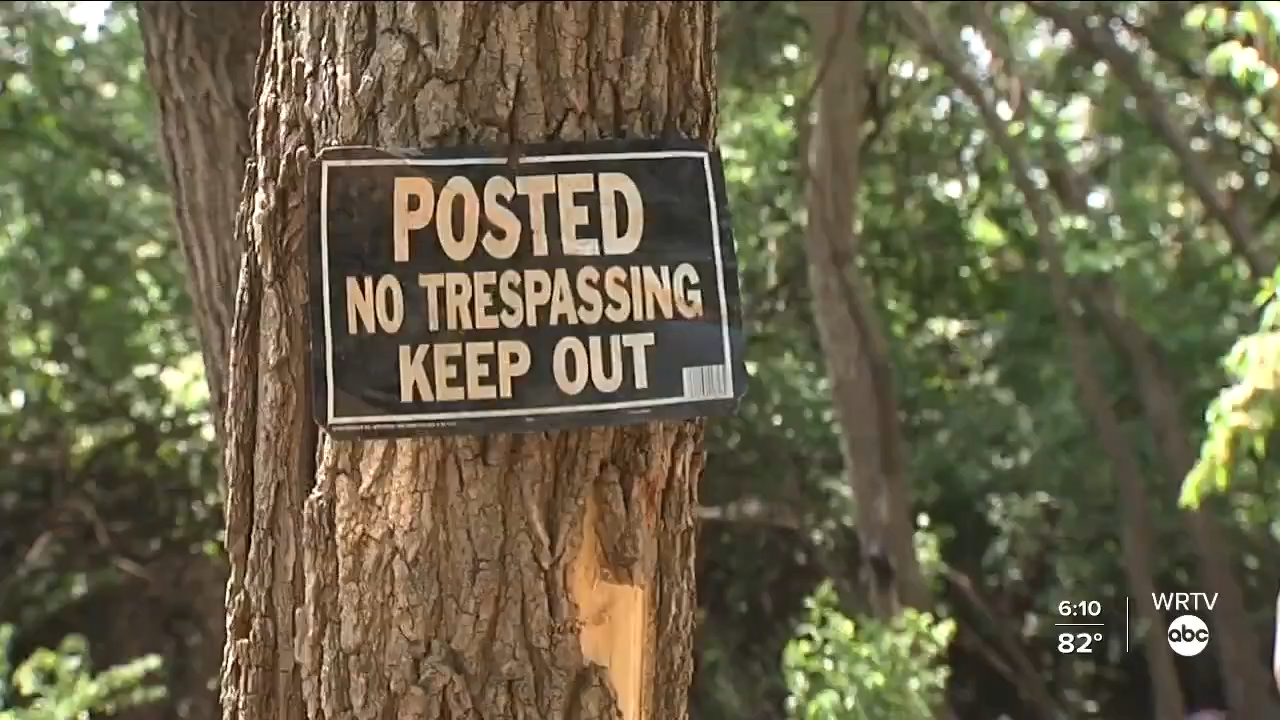 POSTED
NO TRESPASSING
KEEP OUT
6:10
82°
WRTV
abc